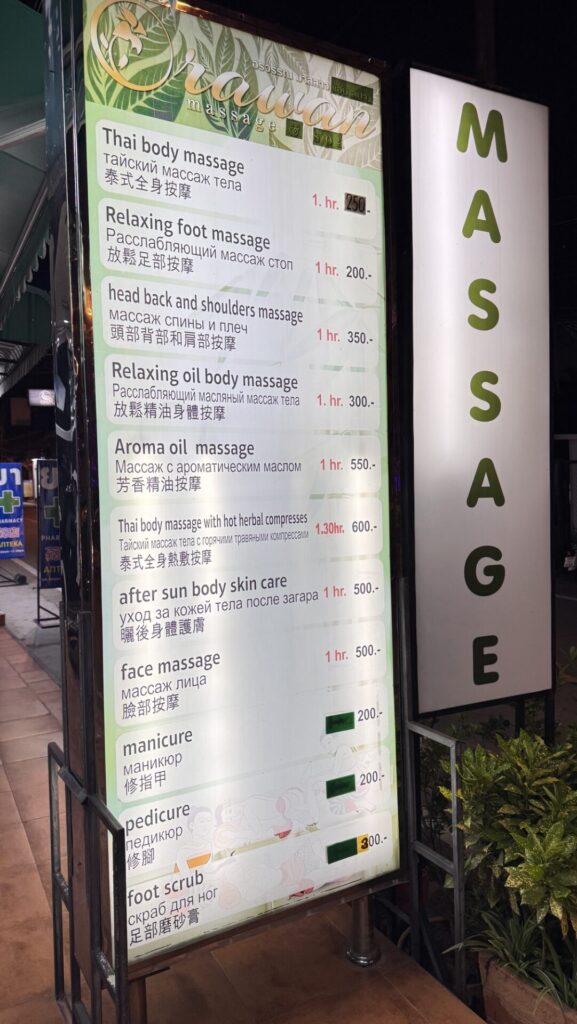 Orawan
massage
Thai body massage
тайский массаж тела
泰式全身按摩
1. hr. 250.-
Relaxing foot massage
Расслабляющий массаж стоп
放鬆足部按摩
1 hr. 200.-
head back and shoulders massage
массаж спины и плеч
頭部背部和肩部按摩
1 hr. 350.-
Relaxing oil body massage
Расслабляющий масляный массаж тела
放鬆精油身體按摩
1. hr. 300.-
Aroma oil massage
Массаж с ароматическим маслом
芳香精油按摩
1 hr. 550.-
Thai body massage with hot herbal compresses
Тайский массаж тела с горячими травяными компрессами
泰式全身熱敷按摩
1.30hr. 600.-
after sun body skin care
уход за кожей тела после загара
曬後身體護膚
1 hr. 500.-
face massage
массаж лица
臉部按摩
1 hr. 500.-
manicure
маникюр
修指甲
200.-
pedicure
педикюр
修腳
200.-
foot scrub
скраб для ног
足部磨砂膏
300.-
MASSAGE
ยา
PHARMACY
АПТЕКА